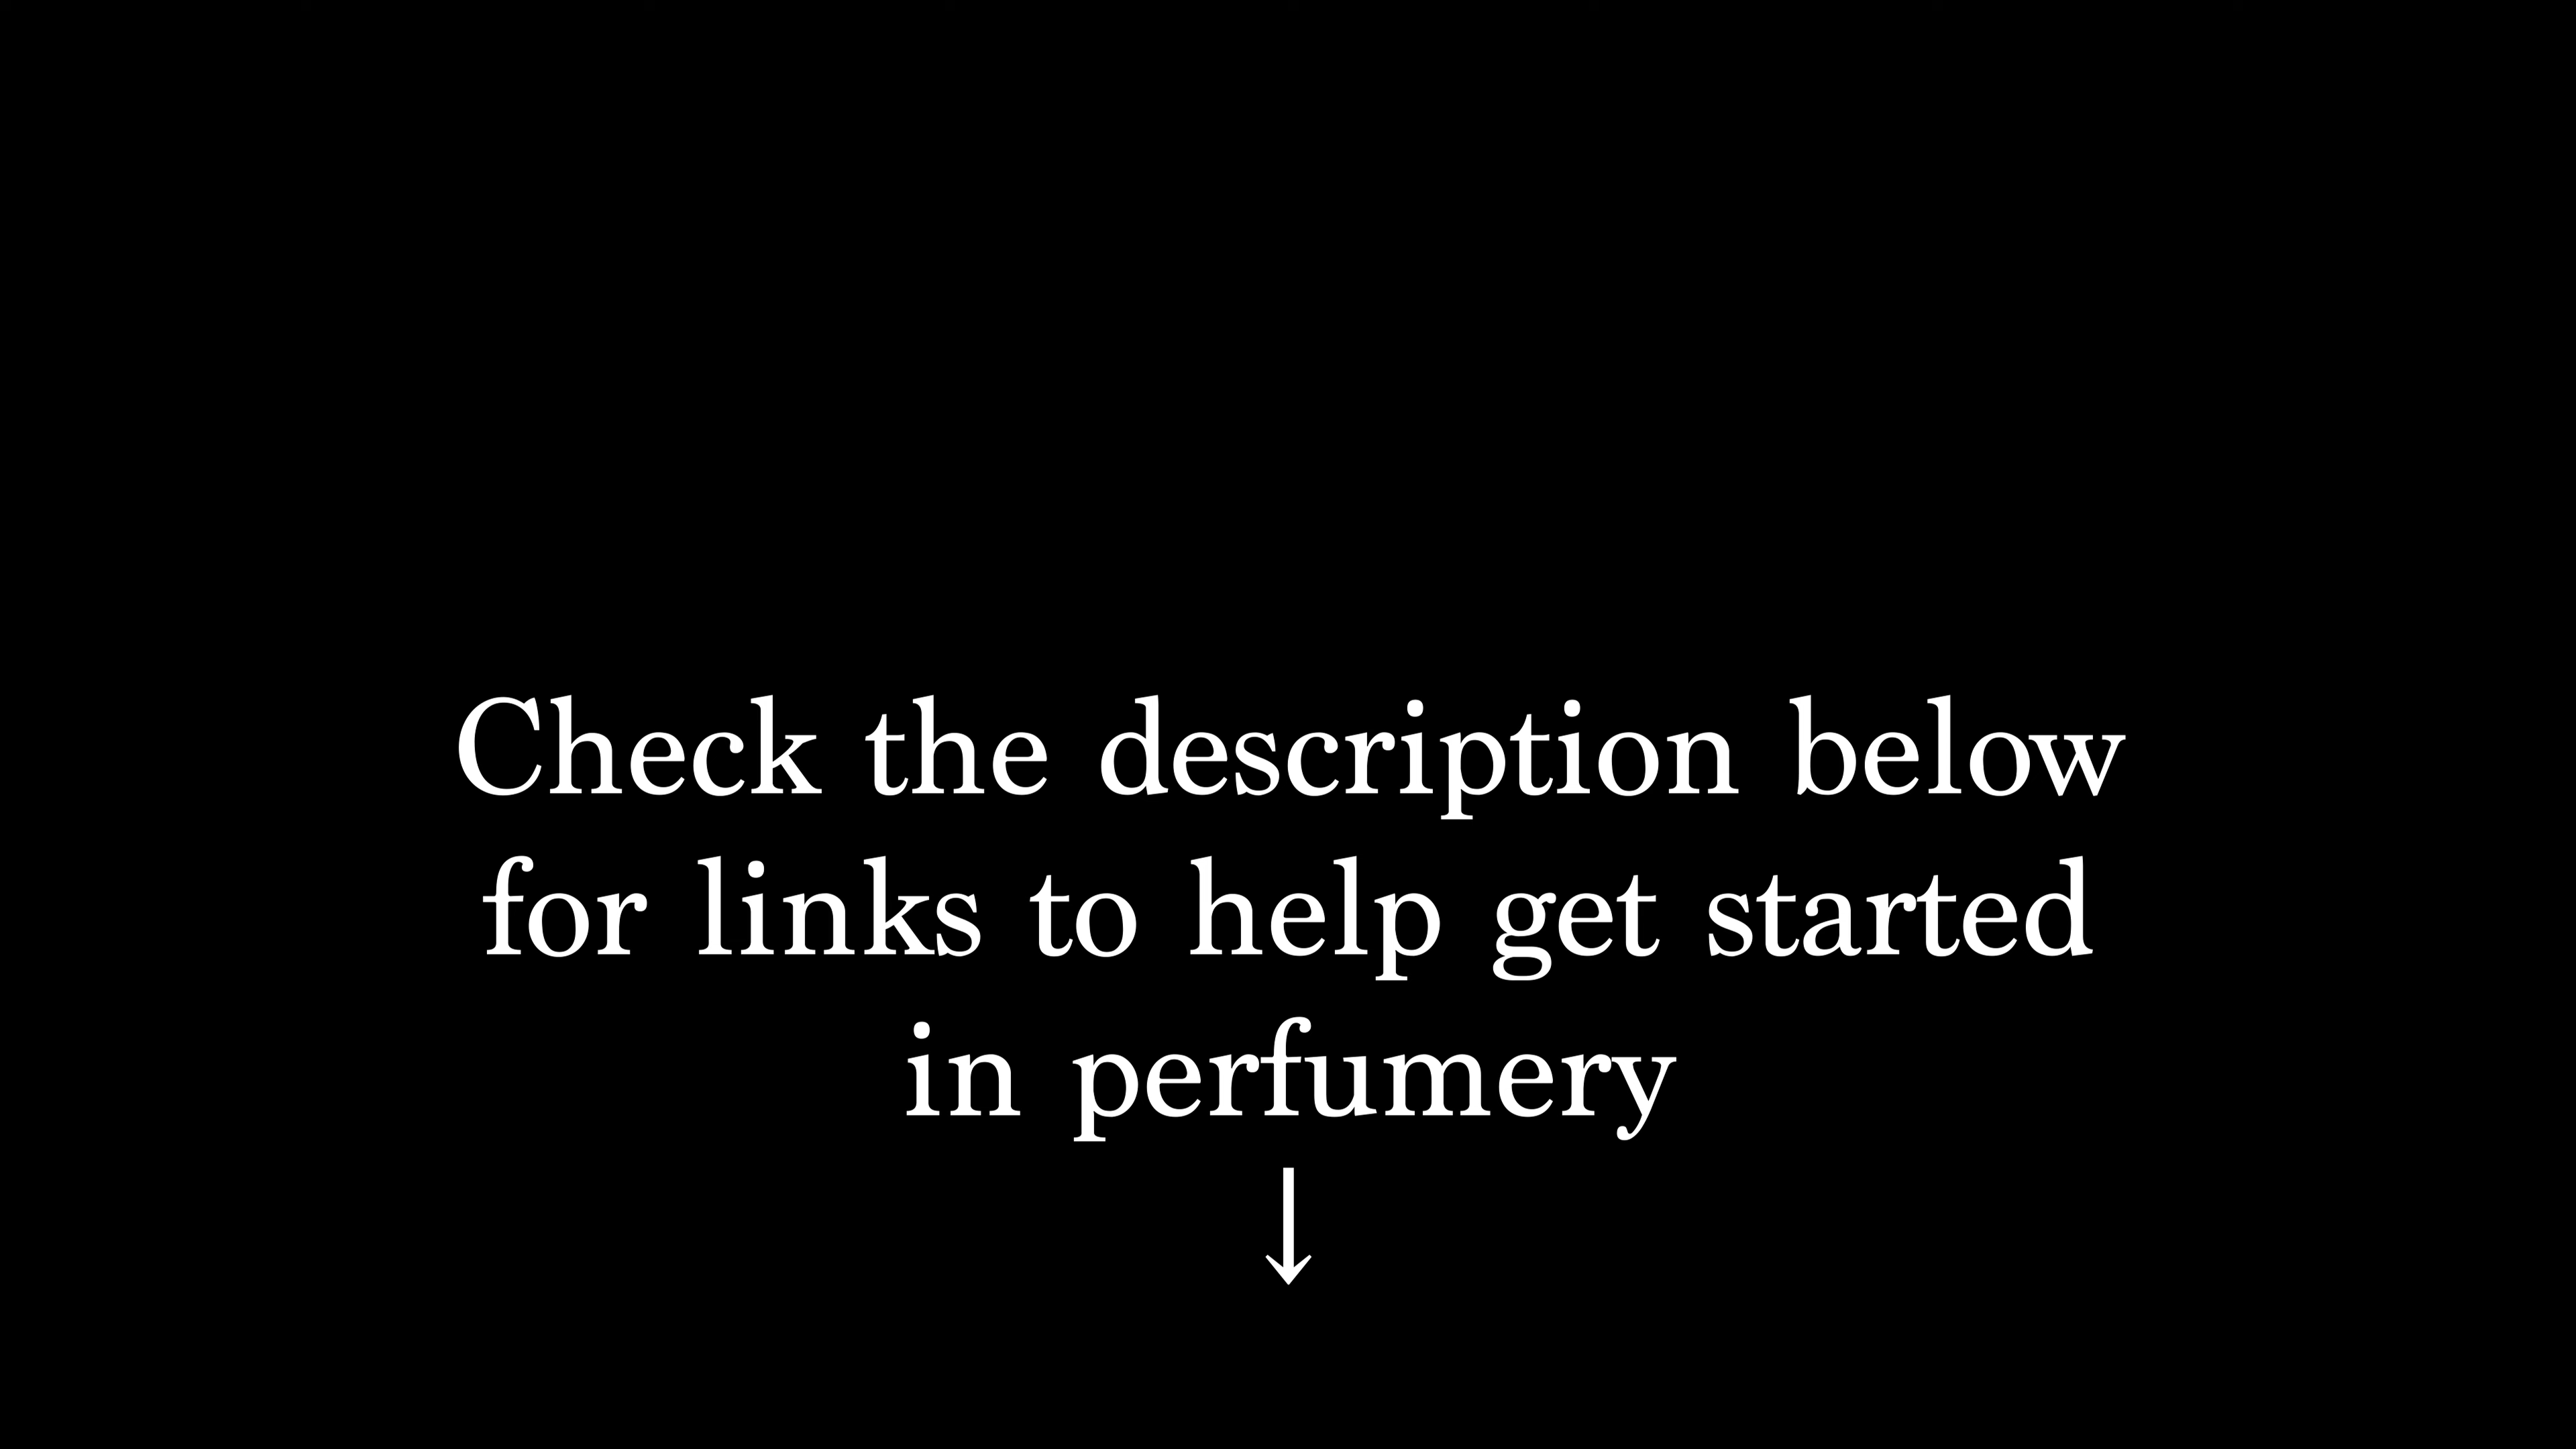 Check the description below
for links to help get started
in perfumery
↓